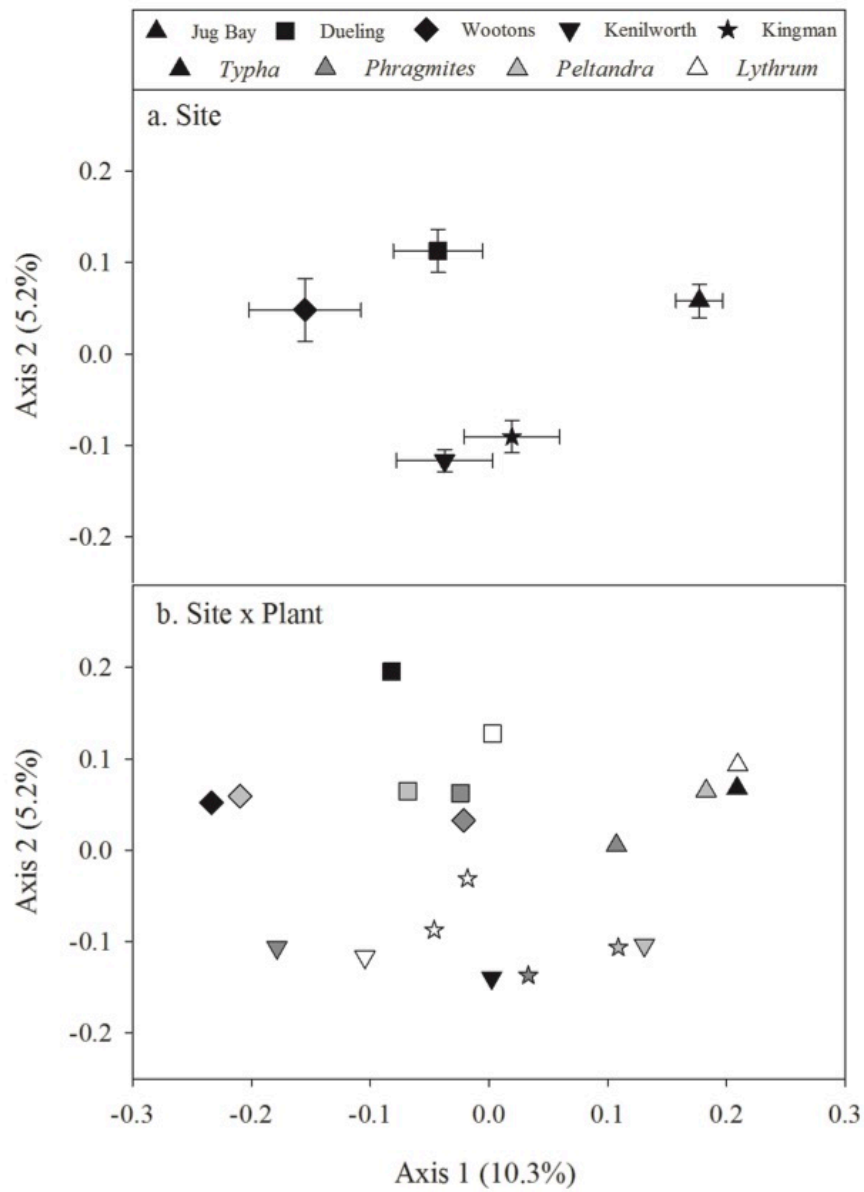 Jug Bay Dueling Wootons Kenilworth Kingman
Typha Phragmites Peltandra Lythrum
a. Site
0.2
0.1
0.0
-0.1
-0.2
Axis 2 (5.2%)
b. Site x Plant
0.2
0.1
0.0
-0.1
-0.2
Axis 2 (5.2%)
-0.3 -0.2 -0.1 0.0 0.1 0.2 0.3
Axis 1 (10.3%)